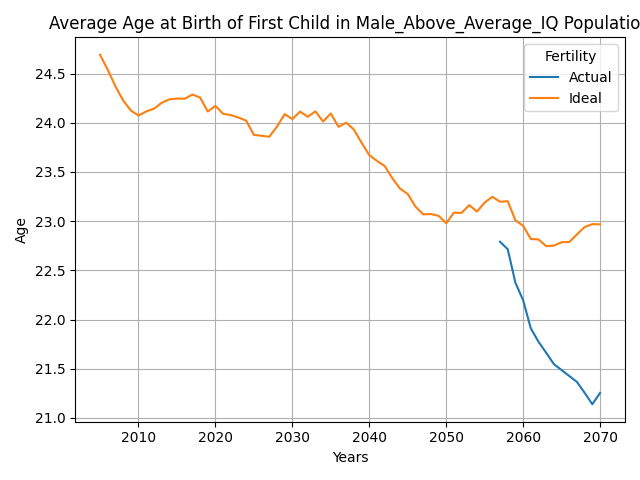 Average Age at Birth of First Child in Male_Above_Average_IQ Populatio
Fertility
Actual
Ideal
24.5
24.0
23.5
23.0
22.5
22.0
21.5
21.0
Age
2010 2020 2030 2040 2050 2060 2070
Years